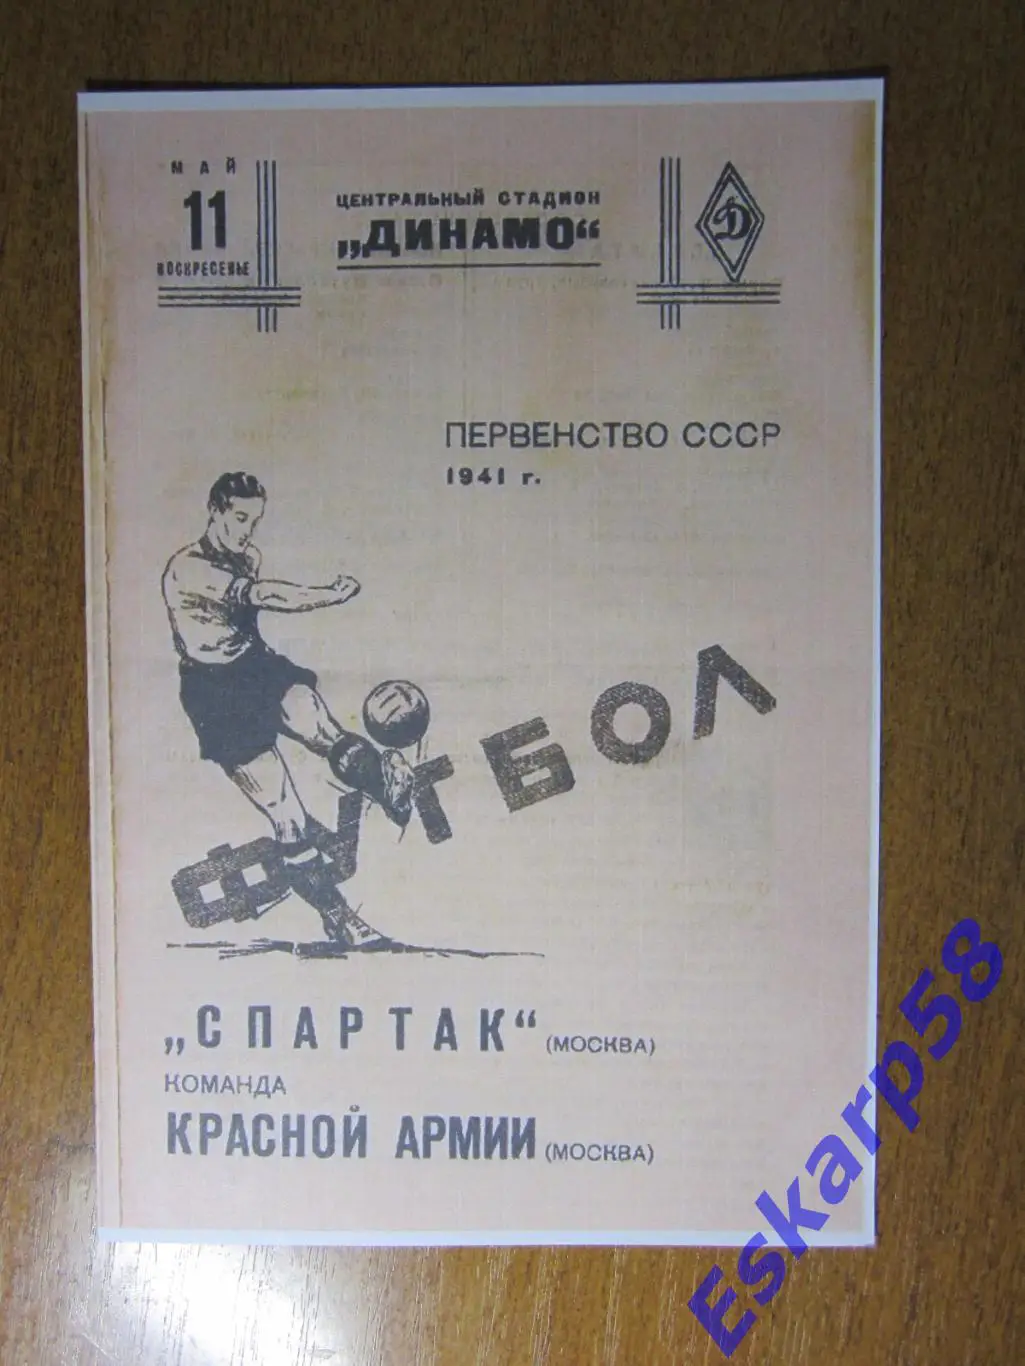 МАЙ
11
ВОСКРЕСЕНЬЕ
ЦЕНТРАЛЬНЫЙ СТАДИОН
„ДИНАМО“
Д
ПЕРВЕНСТВО СССР
1941 г.
ФУТБОЛ
„СПАРТАК“ (МОСКВА)
КОМАНДА
КРАСНОЙ АРМИИ (МОСКВА)
Eskarp58